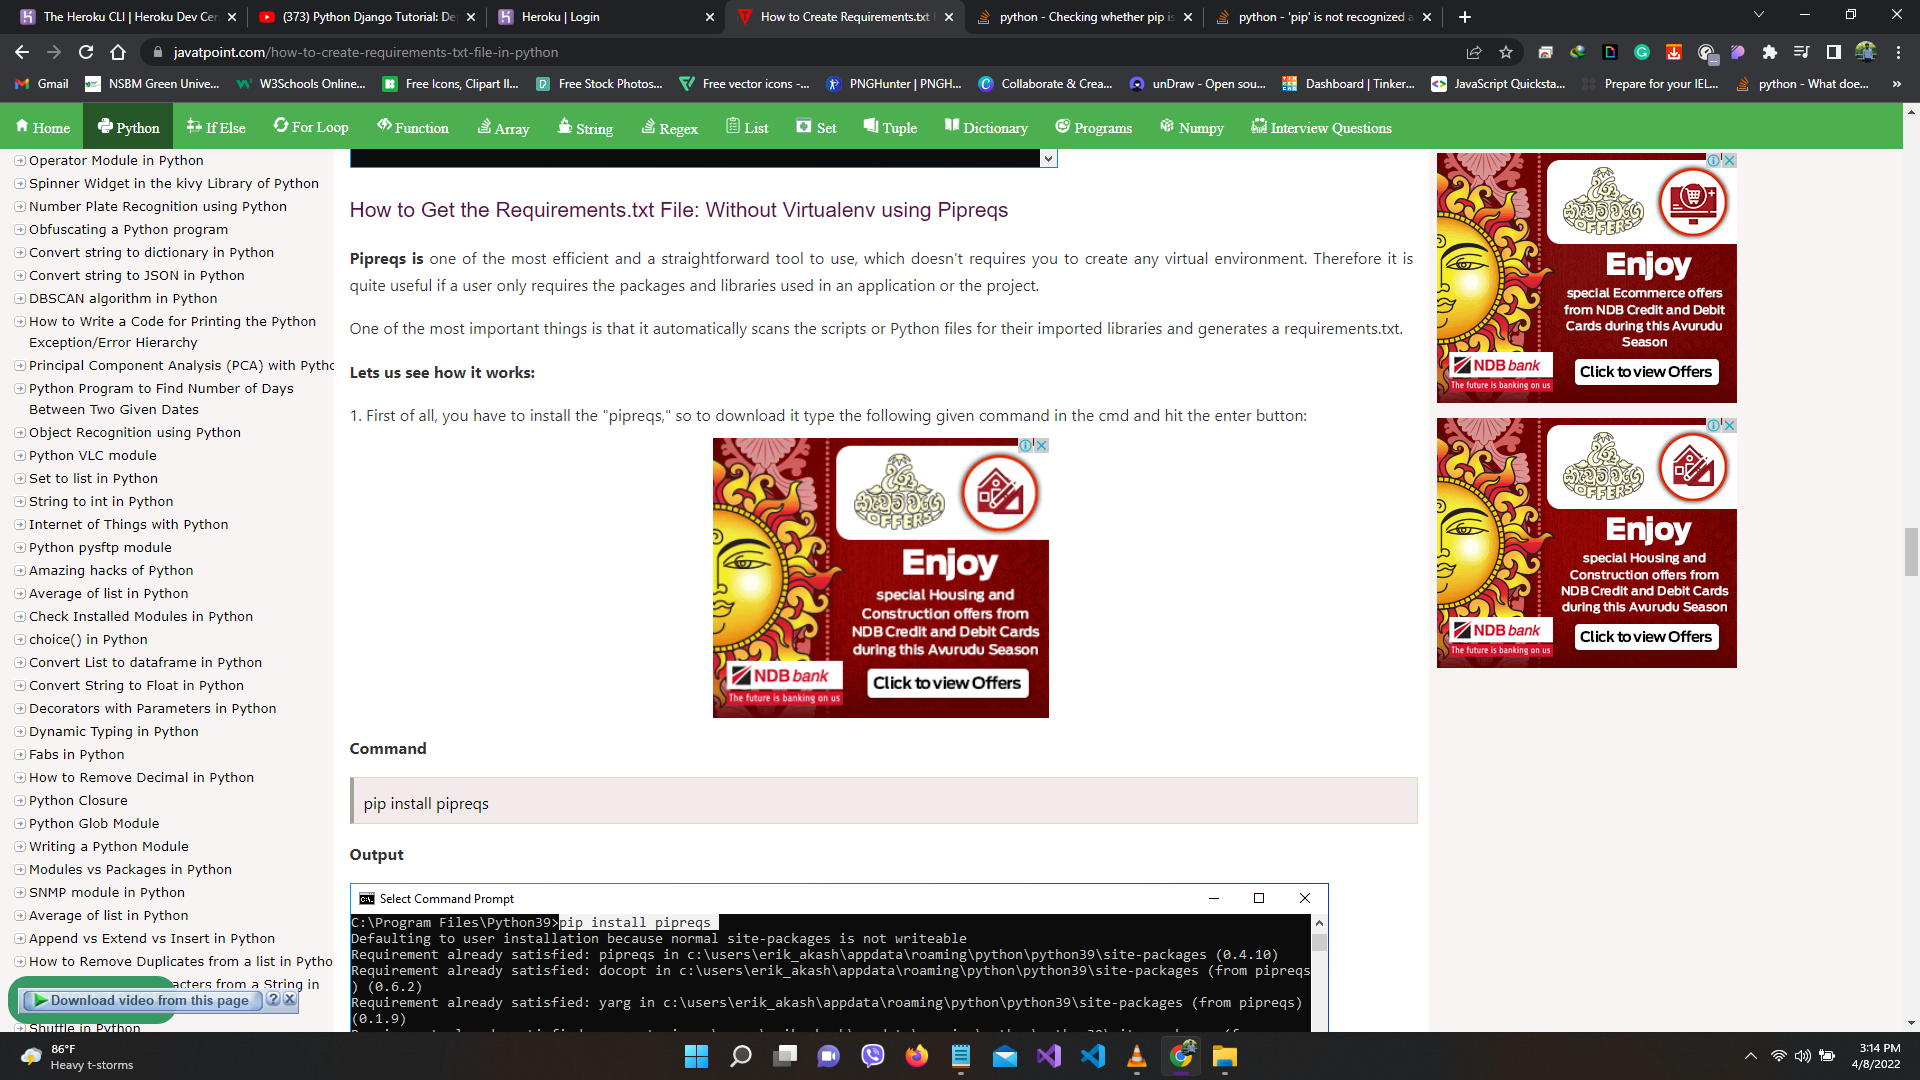 The Heroku CLI | Heroku Dev Cen
(373) Python Django Tutorial: De
Heroku | Login
How to Create Requirements.txt
python - Checking whether pip is
python - 'pip' is not recognized a
javatpoint.com/how-to-create-requirements-txt-file-in-python
Gmail
NSBM Green Unive...
W3Schools Online...
Free Icons, Clipart Il...
Free Stock Photos...
Free vector icons -...
PNGHunter | PNGH...
Collaborate & Crea...
unDraw - Open sou...
Dashboard | Tinker...
JavaScript Quicksta...
Prepare for your IEL...
python - What doe...
Home
Python
If Else
For Loop
Function
Array
String
Regex
List
Set
Tuple
Dictionary
Programs
Numpy
Interview Questions
Operator Module in Python
Spinner Widget in the kivy Library of Python
Number Plate Recognition using Python
Obfuscating a Python program
Convert string to dictionary in Python
Convert string to JSON in Python
DBSCAN algorithm in Python
How to Write a Code for Printing the Python
Exception/Error Hierarchy
Principal Component Analysis (PCA) with Pytho
Python Program to Find Number of Days
Between Two Given Dates
Object Recognition using Python
Python VLC module
Set to list in Python
String to int in Python
Internet of Things with Python
Python pysftp module
Amazing hacks of Python
Average of list in Python
Check Installed Modules in Python
choice() in Python
Convert List to dataframe in Python
Convert String to Float in Python
Decorators with Parameters in Python
Dynamic Typing in Python
Fabs in Python
How to Remove Decimal in Python
Python Closure
Python Glob Module
Writing a Python Module
Modules vs Packages in Python
SNMP module in Python
Average of list in Python
Append vs Extend vs Insert in Python
How to Remove Duplicates from a list in Pytho
acters from a String in
Download video from this page
Shuffle in Python
How to Get the Requirements.txt File: Without Virtualenv using Pipreqs
Pipreqs is one of the most efficient and a straightforward tool to use, which doesn't requires you to create any virtual environment. Therefore it is
quite useful if a user only requires the packages and libraries used in an application or the project.
One of the most important things is that it automatically scans the scripts or Python files for their imported libraries and generates a requirements.txt.
Lets us see how it works:
1. First of all, you have to install the "pipreqs," so to download it type the following given command in the cmd and hit the enter button:
OFFERS
Enjoy
special Housing and
Construction offers from
NDB Credit and Debit Cards
during this Avurudu Season
NDB bank
The future is banking on us
Click to view Offers
Command
pip install pipreqs
Output
Select Command Prompt
C:\Program Files\Python39>pip install pipreqs
Defaulting to user installation because normal site-packages is not writeable
Requirement already satisfied: pipreqs in c:\users\erik_akash\appdata\roaming\python\python39\site-packages (0.4.10)
Requirement already satisfied: docopt in c:\users\erik_akash\appdata\roaming\python\python39\site-packages (from pipreqs
) (0.6.2)
Requirement already satisfied: yarg in c:\users\erik_akash\appdata\roaming\python\python39\site-packages (from pipreqs)
(0.1.9)
OFFERS
Enjoy
special Ecommerce offers
from NDB Credit and Debit
Cards during this Avurudu
Season
NDB bank
The future is banking on us
Click to view Offers
OFFERS
Enjoy
special Housing and
Construction offers from
NDB Credit and Debit Cards
during this Avurudu Season
NDB bank
The future is banking on us
Click to view Offers
86°F
Heavy t-storms
3:14 PM
4/8/2022